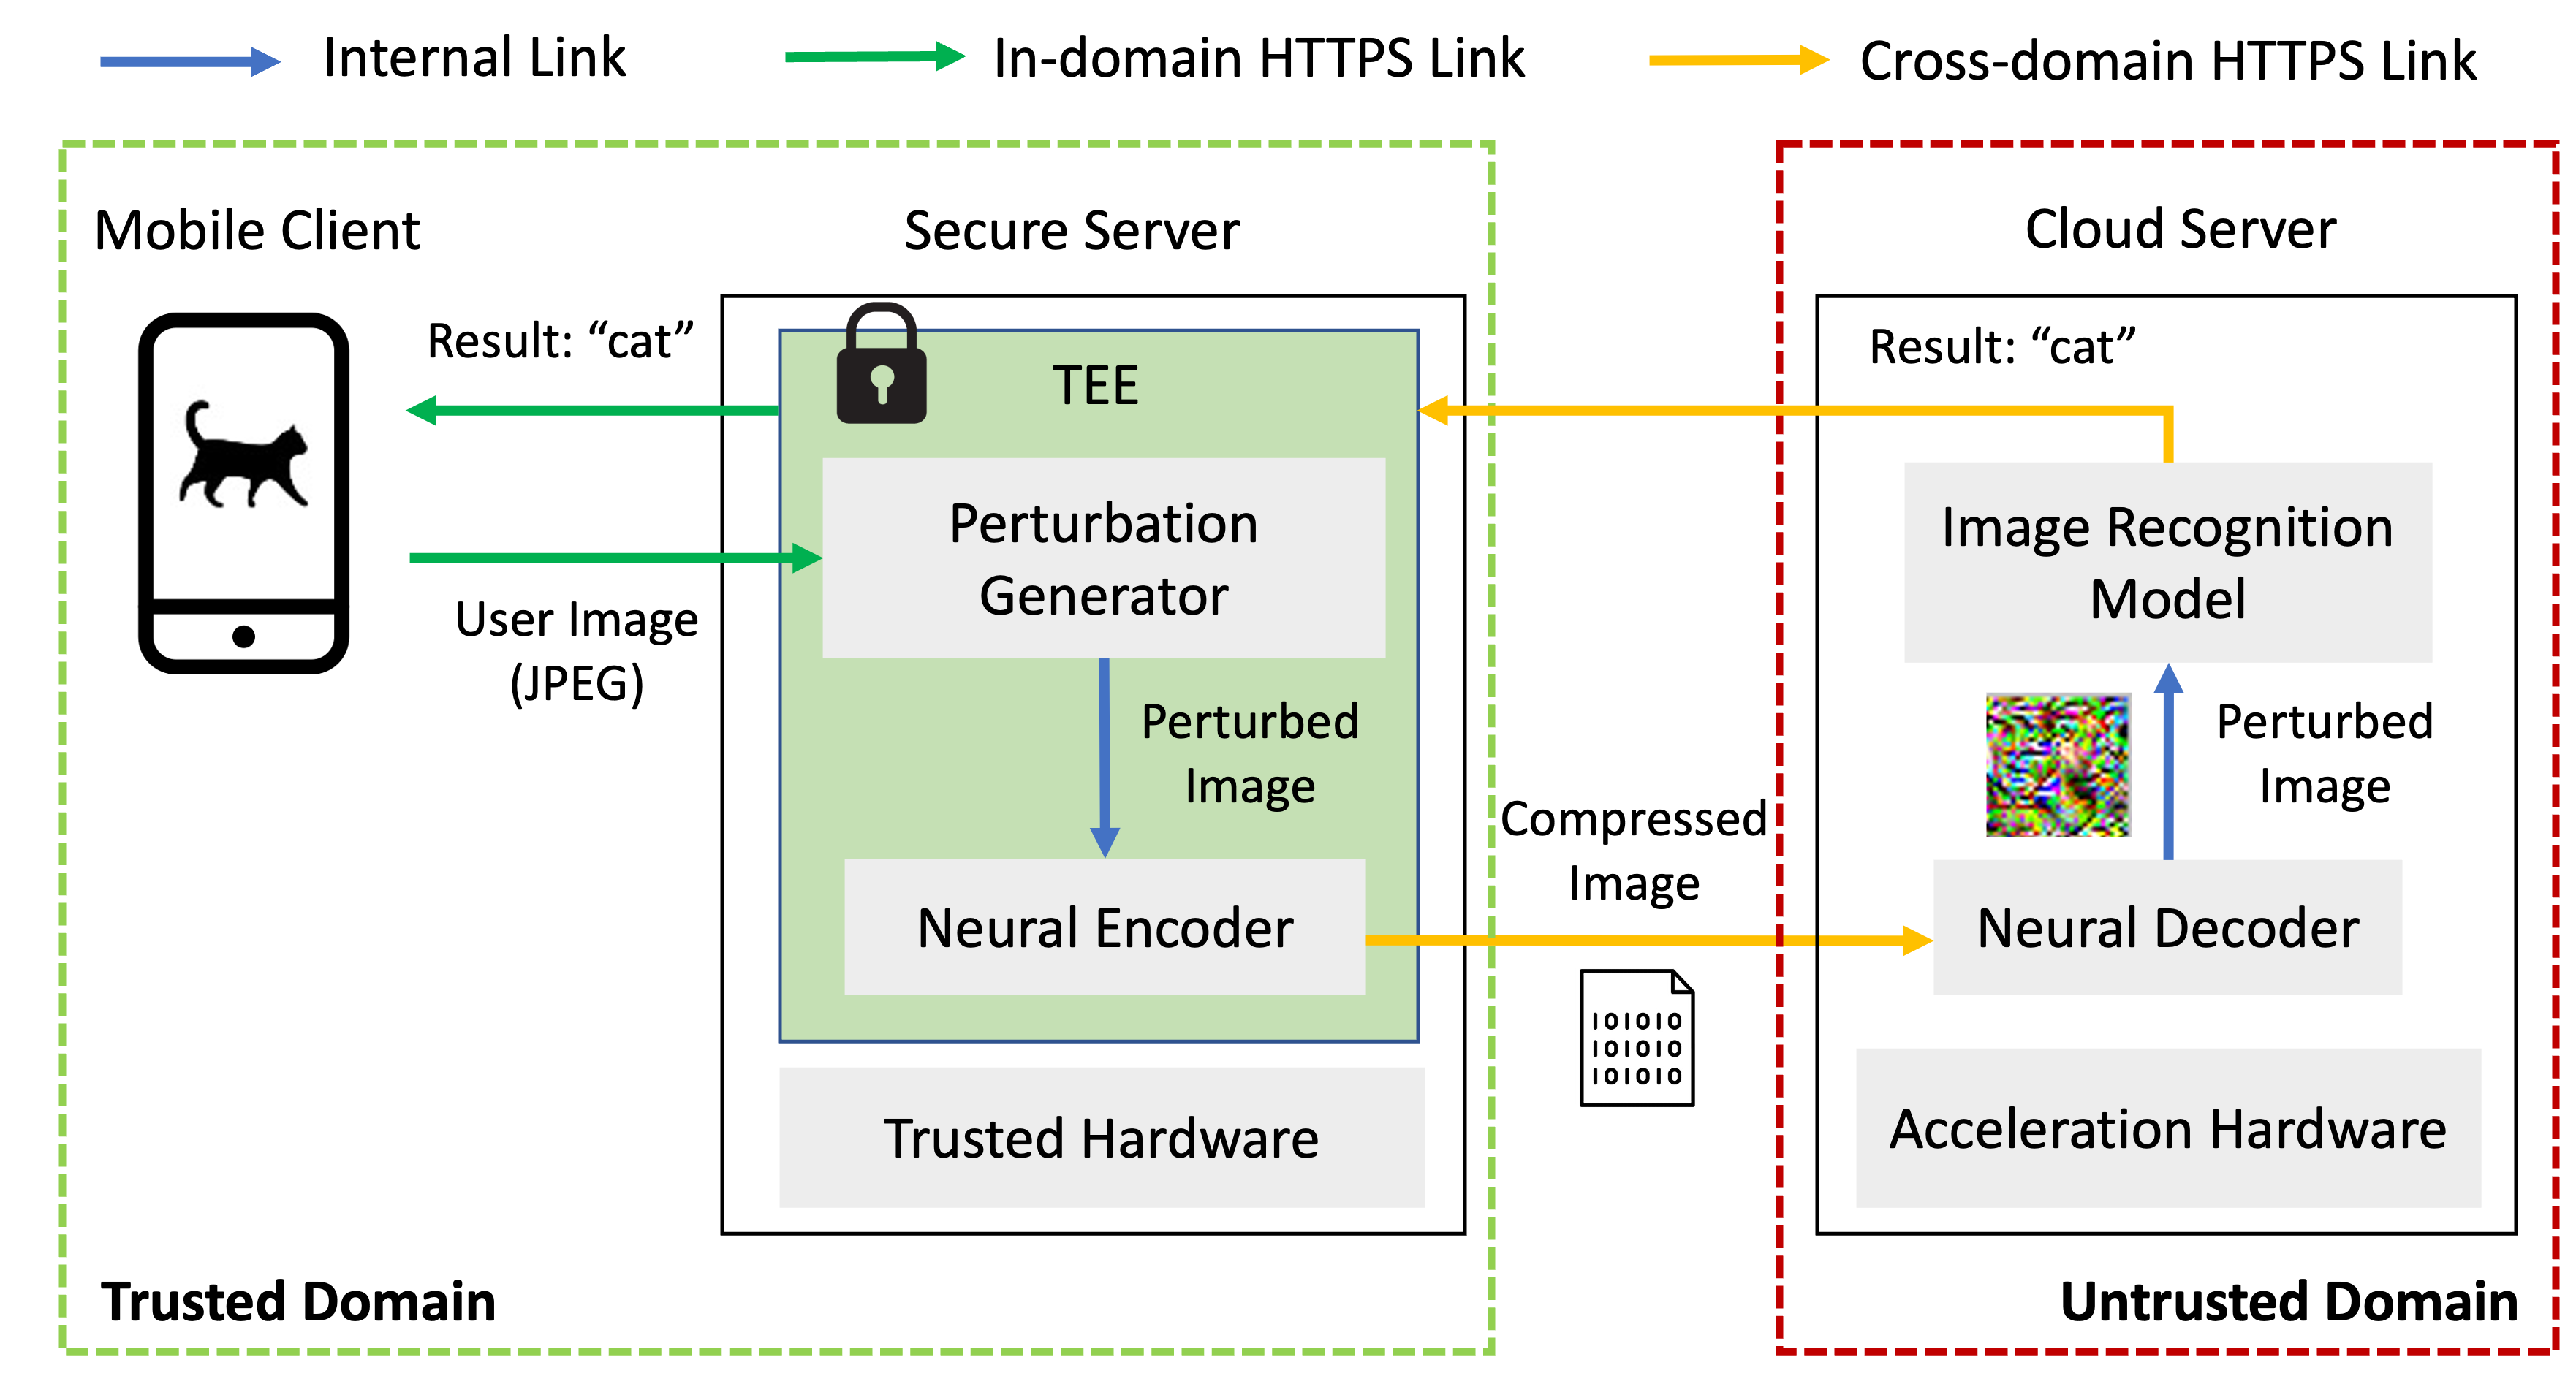 Internal Link
In-domain HTTPS Link
Cross-domain HTTPS Link
Mobile Client
Secure Server
Cloud Server
Result: “cat”
TEE
Result: “cat”
Perturbation
Generator
Image Recognition
Model
User Image
(JPEG)
Perturbed
Image
Perturbed
Image
Compressed
Image
Neural Encoder
Neural Decoder
101010
101010
101010
Trusted Hardware
Acceleration Hardware
Trusted Domain
Untrusted Domain